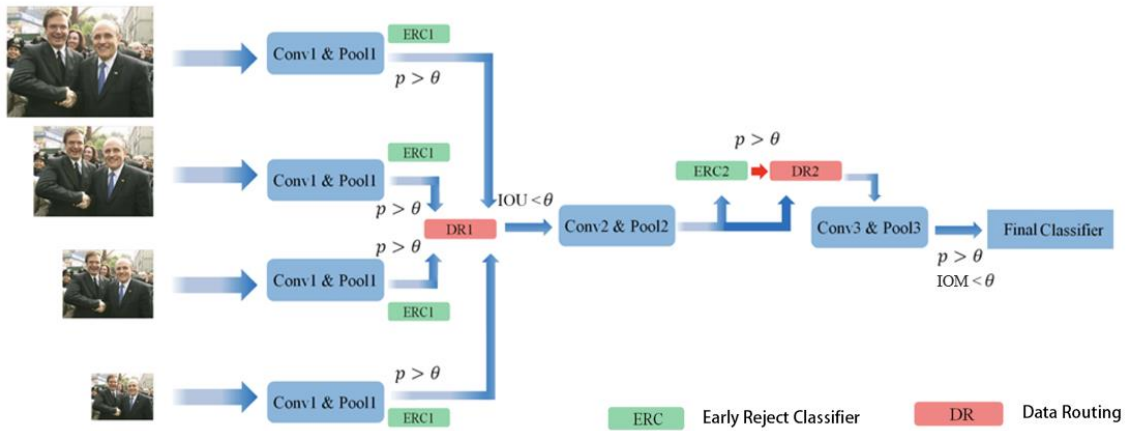 ERC1
Conv1 & Pool1
p > θ
ERC1
Conv1 & Pool1
p > θ
p > θ
ERC2
DR2
IOU < θ
DR1
Conv2 & Pool2
Conv3 & Pool3
Final Classifier
p > θ
Conv1 & Pool1
p > θ
IOM < θ
ERC1
p > θ
Conv1 & Pool1
ERC1
ERC
Early Reject Classifier
DR
Data Routing